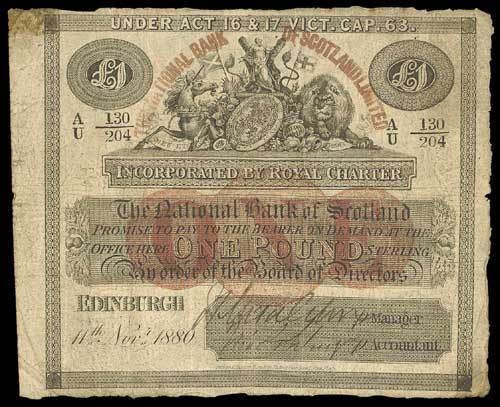 UNDER ACT 16 & 17 VICT. CAP. 63.
THE NATIONAL BANK OF SCOTLAND LIMITED
£1 £1
A 130 A 130
U 204 U 204
INCORPORATED BY ROYAL CHARTER
The National Bank of Scotland
PROMISE TO PAY TO THE BEARER ON DEMAND AT THE
OFFICE HERE ONE POUND STERLING
By order of the Board of Directors
EDINBURGH
Manager
11th Novr. 1886
Accountant.